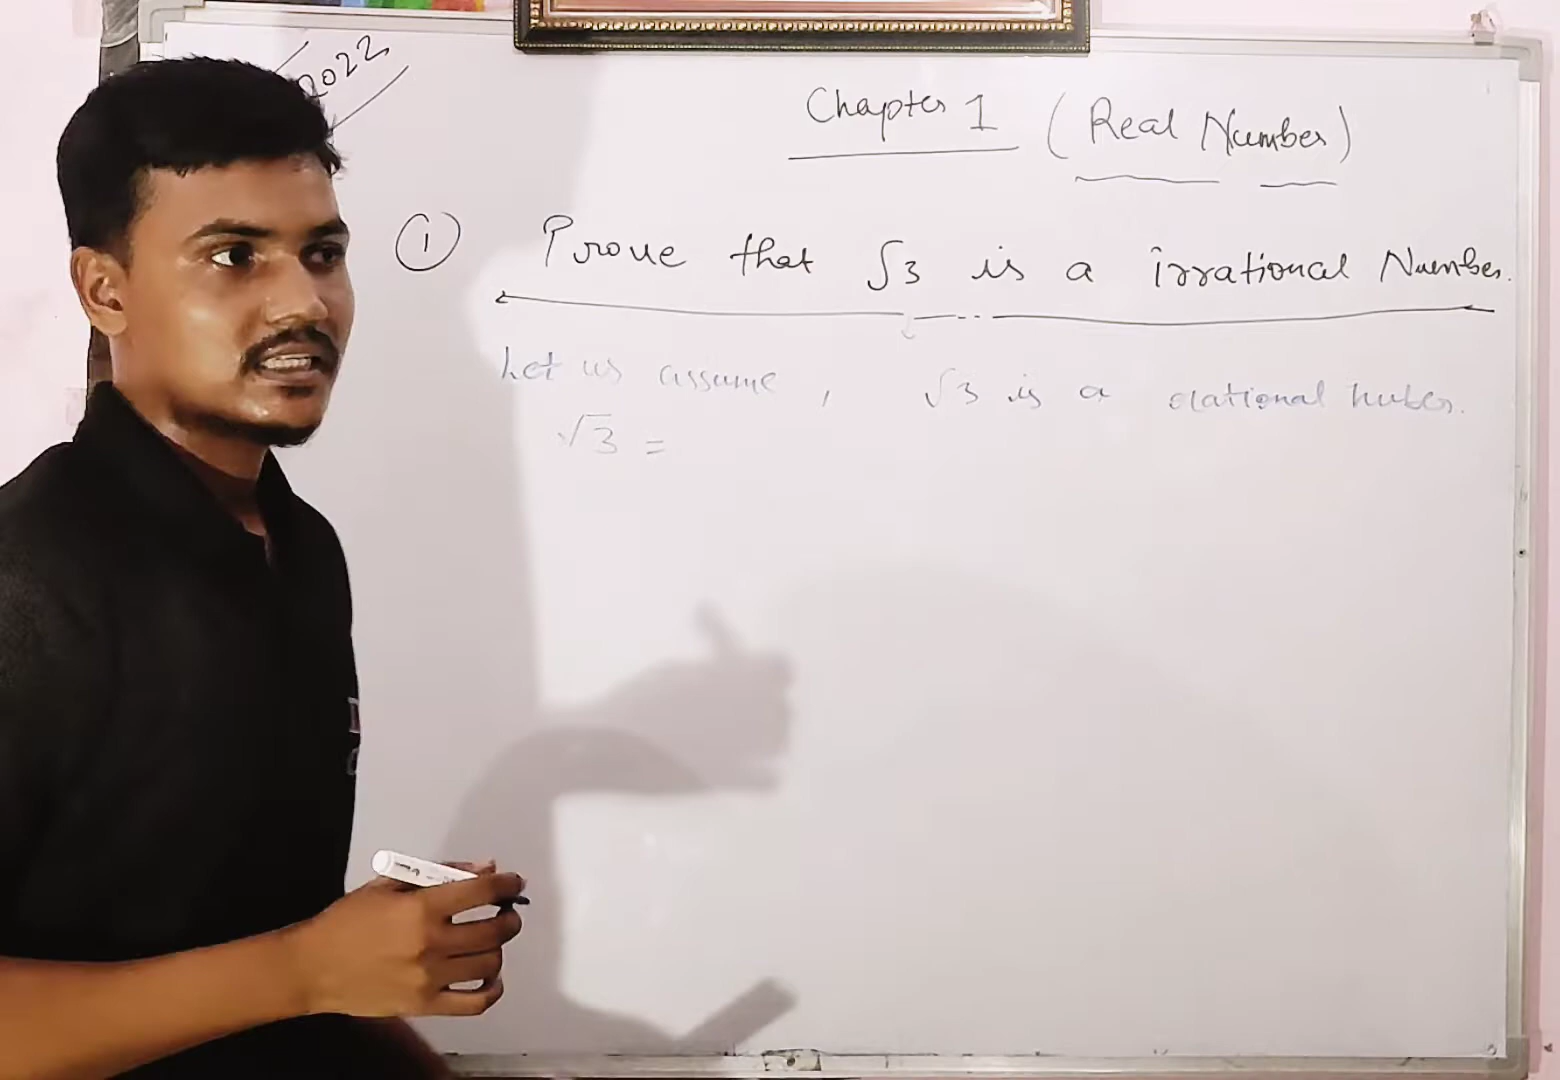 2022
Chapter 1 (Real Number)
1 Prove that √3 is a irrational Number.
Let us assume, √3 is a rational nuber.
√3 =